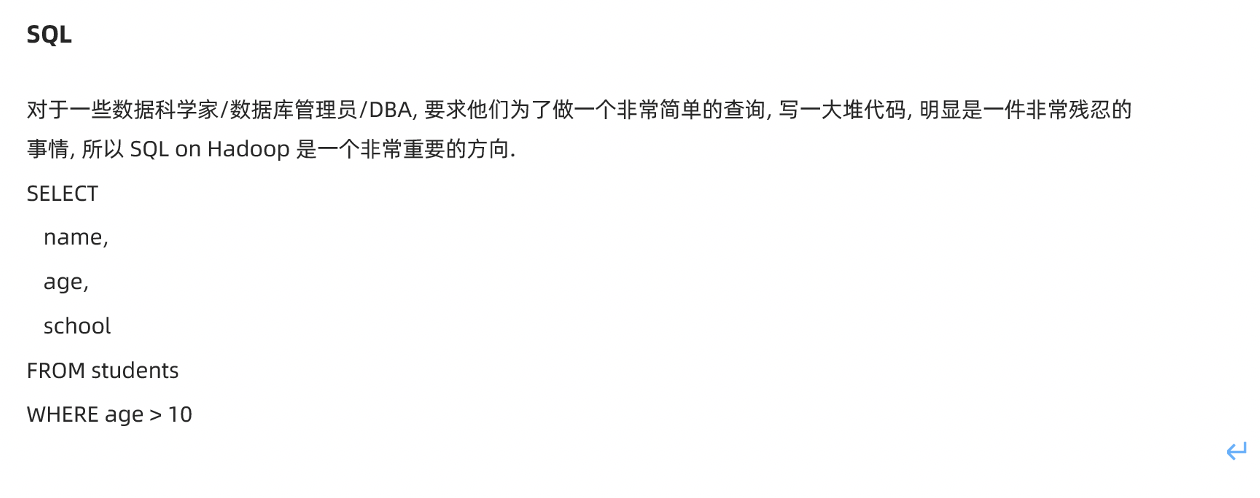 SQL
对于一些数据科学家/数据库管理员/DBA, 要求他们为了做一个非常简单的查询, 写一大堆代码, 明显是一件非常残忍的
事情, 所以 SQL on Hadoop 是一个非常重要的方向.
SELECT
name,
age,
school
FROM students
WHERE age > 10